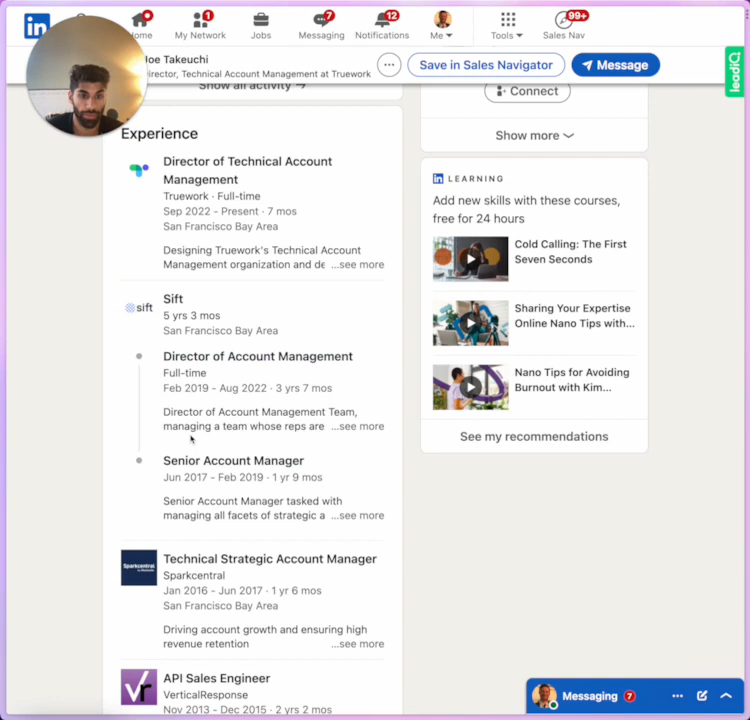 in
Home
My Network
1
Jobs
Messaging
7
Notifications
12
Me
Tools
Sales Nav
99+
Joe Takeuchi
Director, Technical Account Management at Truework
Save in Sales Navigator
Message
leadiQ
Show all activity →
Connect
Show more
Experience
Director of Technical Account
Management
Truework · Full-time
Sep 2022 - Present · 7 mos
San Francisco Bay Area
Designing Truework's Technical Account
Management organization and de ...see more
sift
Sift
5 yrs 3 mos
San Francisco Bay Area
Director of Account Management
Full-time
Feb 2019 - Aug 2022 · 3 yrs 7 mos
Director of Account Management Team,
managing a team whose reps are ...see more
Senior Account Manager
Jun 2017 - Feb 2019 · 1 yr 9 mos
Senior Account Manager tasked with
managing all facets of strategic a ...see more
Sparkcentral
Technical Strategic Account Manager
Sparkcentral
Jan 2016 - Jun 2017 · 1 yr 6 mos
San Francisco Bay Area
Driving account growth and ensuring high
revenue retention ...see more
vr
API Sales Engineer
VerticalResponse
Nov 2013 - Dec 2015 · 2 yrs 2 mos
in LEARNING
Add new skills with these courses,
free for 24 hours
Cold Calling: The First
Seven Seconds
Sharing Your Expertise
Online Nano Tips with...
Nano Tips for Avoiding
Burnout with Kim...
See my recommendations
Messaging 7